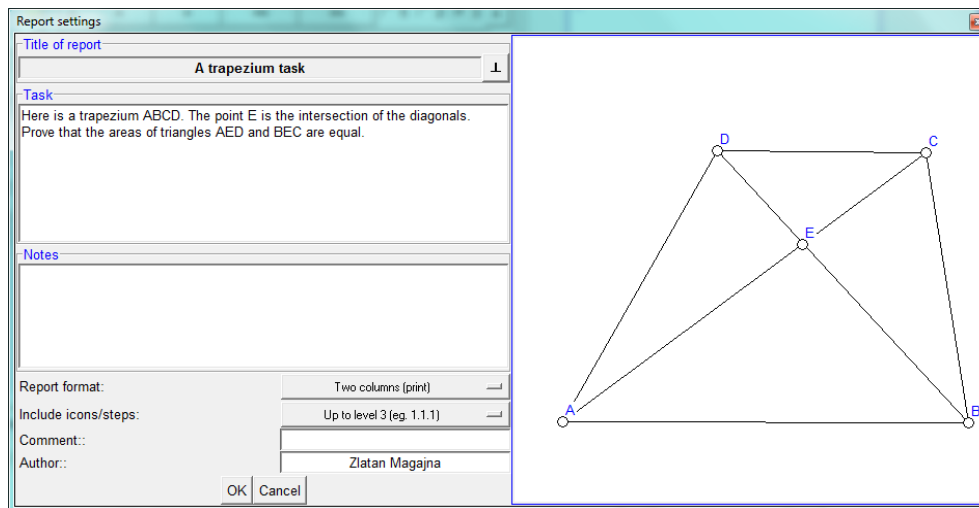 Report settings
Title of report
A trapezium task
Task
Here is a trapezium ABCD. The point E is the intersection of the diagonals.
Prove that the areas of triangles AED and BEC are equal.
Notes
Report format:
Two columns (print)
Include icons/steps:
Up to level 3 (eg. 1.1.1)
Comment::
Author::
Zlatan Magajna
OK Cancel
D
C
E
A
B